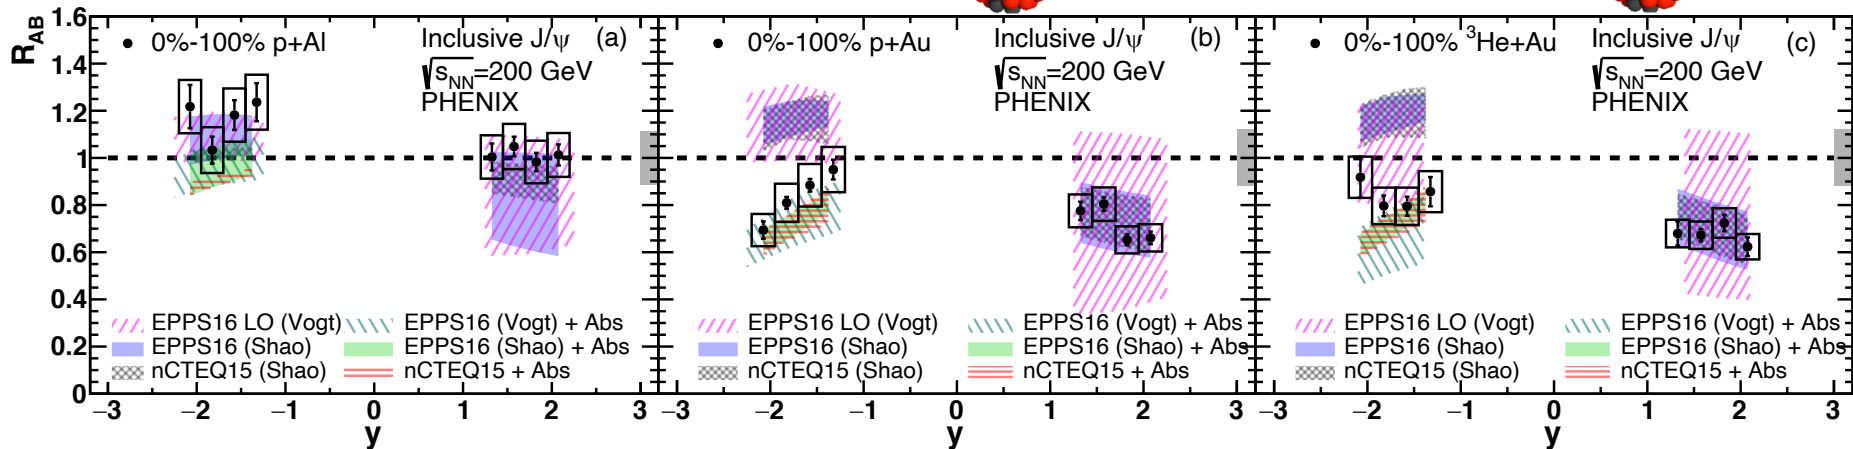 R_AB
1.6
1.4
1.2
1
0.8
0.6
0.4
0.2
0
0%-100% p+Al
Inclusive J/ψ (a)
√s_NN=200 GeV
PHENIX
EPPS16 LO (Vogt) EPPS16 (Vogt) + Abs
EPPS16 (Shao) EPPS16 (Shao) + Abs
nCTEQ15 (Shao) nCTEQ15 + Abs
−3 −2 −1 0 1 2 3
y
0%-100% p+Au
Inclusive J/ψ (b)
√s_NN=200 GeV
PHENIX
EPPS16 LO (Vogt) EPPS16 (Vogt) + Abs
EPPS16 (Shao) EPPS16 (Shao) + Abs
nCTEQ15 (Shao) nCTEQ15 + Abs
−3 −2 −1 0 1 2 3
y
0%-100% ³He+Au
Inclusive J/ψ (c)
√s_NN=200 GeV
PHENIX
EPPS16 LO (Vogt) EPPS16 (Vogt) + Abs
EPPS16 (Shao) EPPS16 (Shao) + Abs
nCTEQ15 (Shao) nCTEQ15 + Abs
−3 −2 −1 0 1 2 3
y